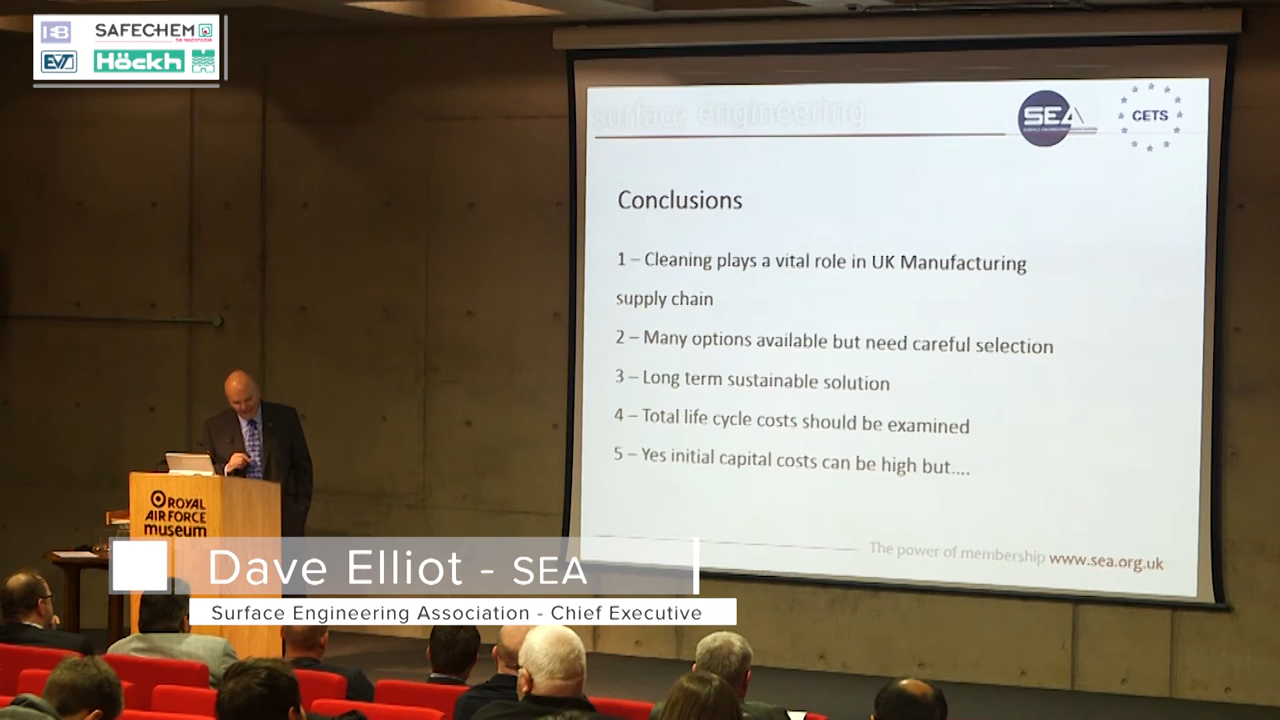 SAFECHEM
EVT
Höckh
surface engineering
SEA
CETS
Conclusions
1 – Cleaning plays a vital role in UK Manufacturing
supply chain
2 – Many options available but need careful selection
3 – Long term sustainable solution
4 – Total life cycle costs should be examined
5 – Yes initial capital costs can be high but....
The power of membership www.sea.org.uk
ROYAL
AIR FORCE
museum
Dave Elliot - SEA
Surface Engineering Association - Chief Executive